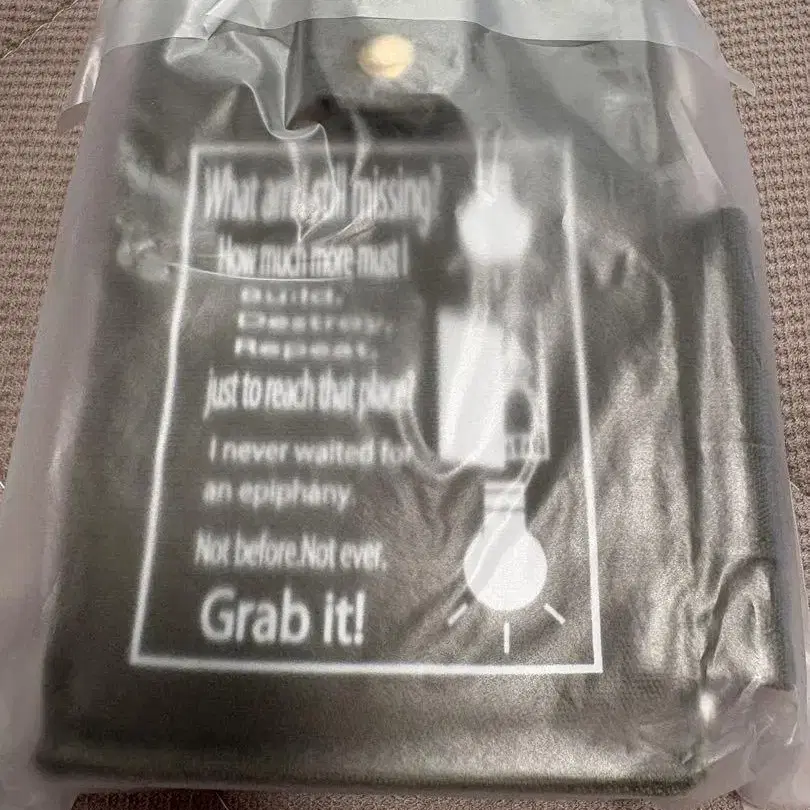 What am I still missing?
How much more must I
Build.
Destroy.
Repeat.
just to reach that place?
I never waited for
an epiphany.
Not before.Not ever.
Grab it!